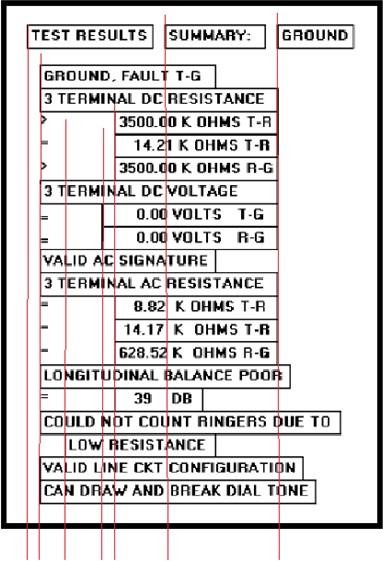 TEST RESULTS SUMMARY: GROUND
GROUND, FAULT T-G
3 TERMINAL DC RESISTANCE
> 3500.00 K OHMS T-R
= 14.21 K OHMS T-R
> 3500.00 K OHMS R-G
3 TERMINAL DC VOLTAGE
= 0.00 VOLTS T-G
= 0.00 VOLTS R-G
VALID AC SIGNATURE
3 TERMINAL AC RESISTANCE
= 8.82 K OHMS T-R
= 14.17 K OHMS T-R
= 628.52 K OHMS R-G
LONGITUDINAL BALANCE POOR
= 39 DB
COULD NOT COUNT RINGERS DUE TO
LOW RESISTANCE
VALID LINE CKT CONFIGURATION
CAN DRAW AND BREAK DIAL TONE